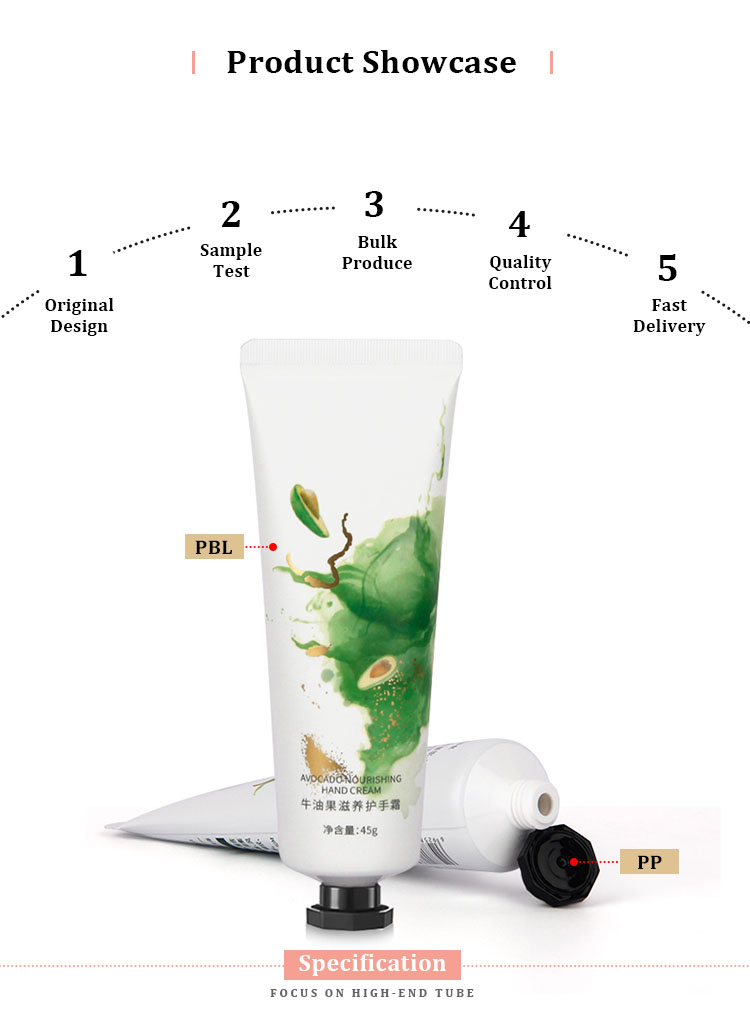 Product Showcase
1
Original
Design
2
Sample
Test
3
Bulk
Produce
4
Quality
Control
5
Fast
Delivery
PBL
AVOCADO NOURISHING
HAND CREAM
牛油果滋养护手霜
净含量:45g
PP
Specification
FOCUS ON HIGH-END TUBE